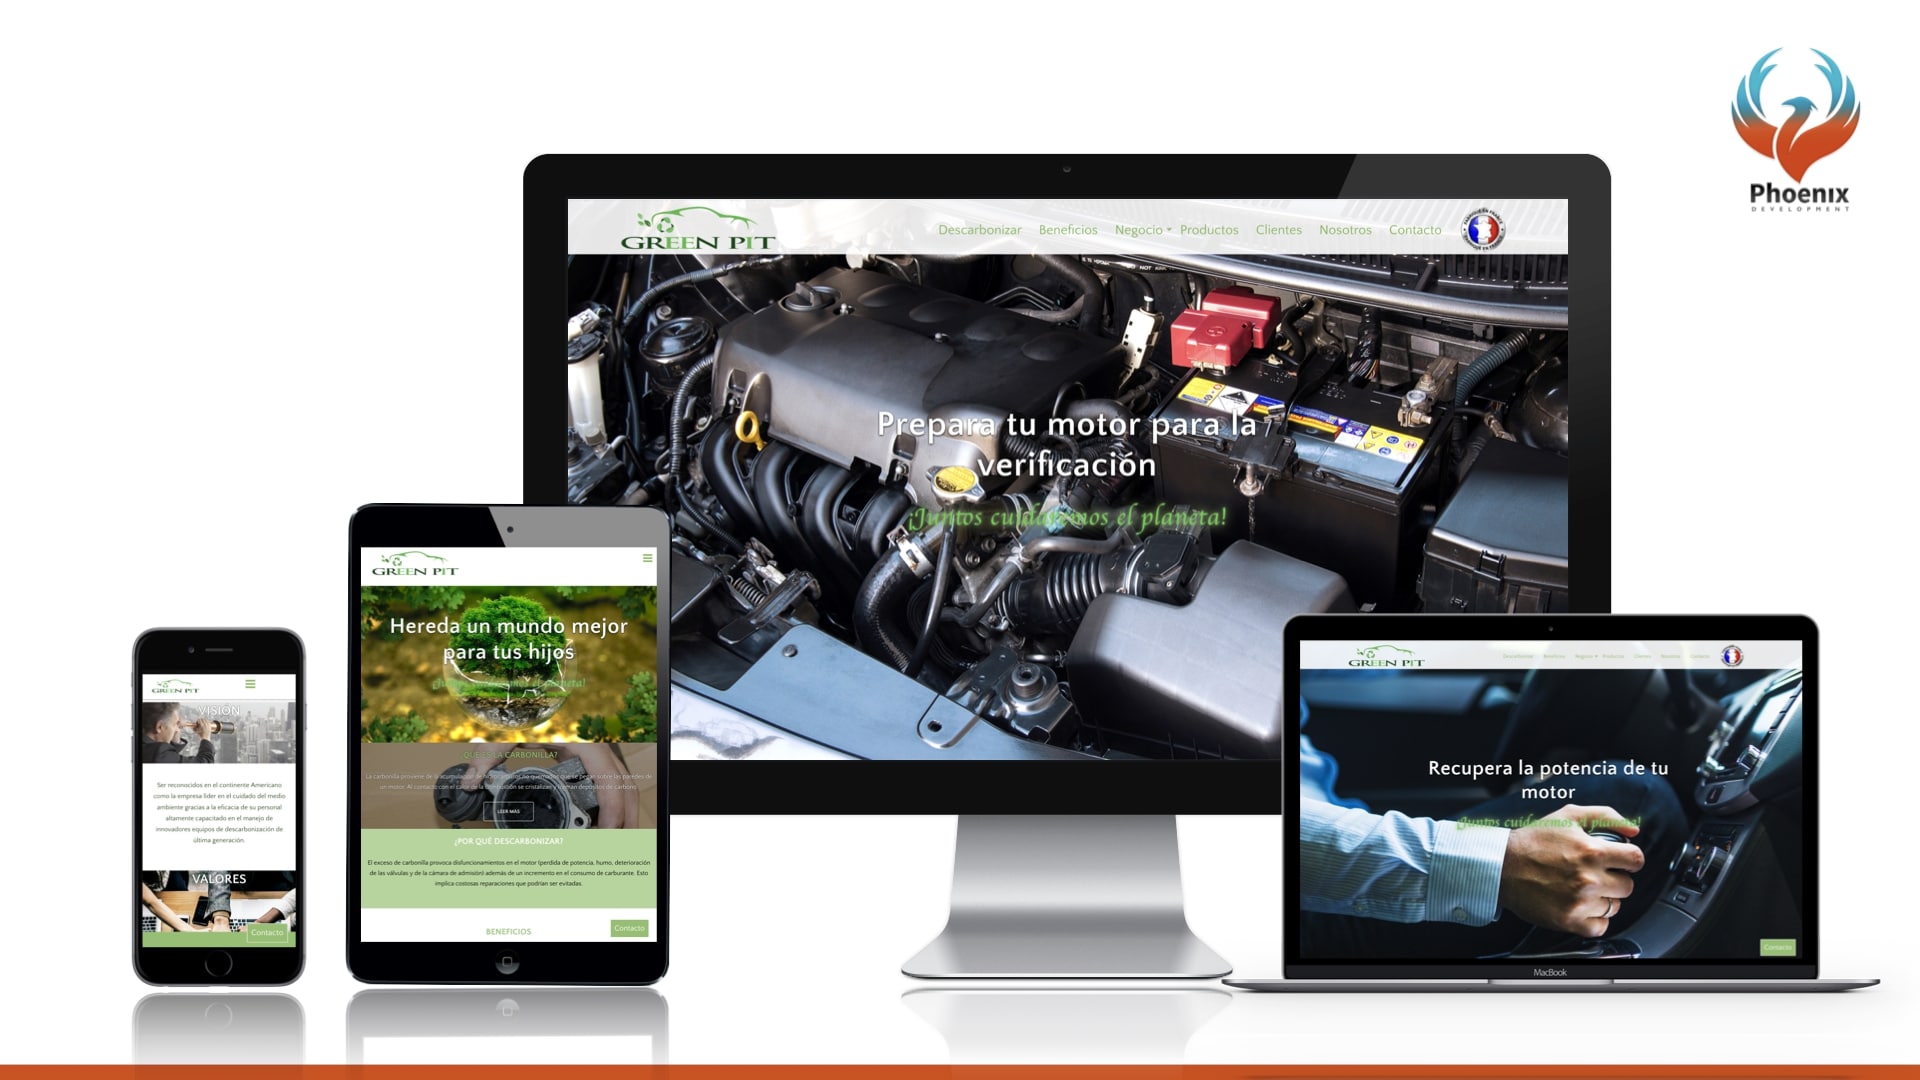 Phoenix
DEVELOPMENT
GREEN PIT
Descarbonizar Beneficios Negocio Productos Clientes Nosotros Contacto
FABRIQUÉ EN FRANCE
Prepara tu motor para la
verificación
¡Juntos cuidaremos el planeta!
GREEN PIT
Hereda un mundo mejor
para tus hijos
¡Juntos cuidaremos el planeta!
¿QUÉ ES LA CARBONILLA?
La carbonilla proviene de la acumulación de hidrocarburos no quemados que se pegan sobre las paredes de
un motor. Al contacto con el calor de la combustión se cristalizan y forman depósitos de carbono.
LEER MÁS
¿POR QUÉ DESCARBONIZAR?
El exceso de carbonilla provoca disfuncionamientos en el motor (perdida de potencia, humo, deterioración
de las válvulas y de la cámara de admisión) además de un incremento en el consumo de carburante. Esto
implica costosas reparaciones que podrían ser evitadas.
BENEFICIOS
Contacto
GREEN PIT
VISIÓN
Ser reconocidos en el continente Americano
como la empresa líder en el cuidado del medio
ambiente gracias a la eficacia de su personal
altamente capacitado en el manejo de
innovadores equipos de descarbonización de
última generación.
VALORES
Contacto
GREEN PIT
Descarbonizar Beneficios Negocio Productos Clientes Nosotros Contacto
Recupera la potencia de tu
motor
¡Juntos cuidaremos el planeta!
Contacto
MacBook